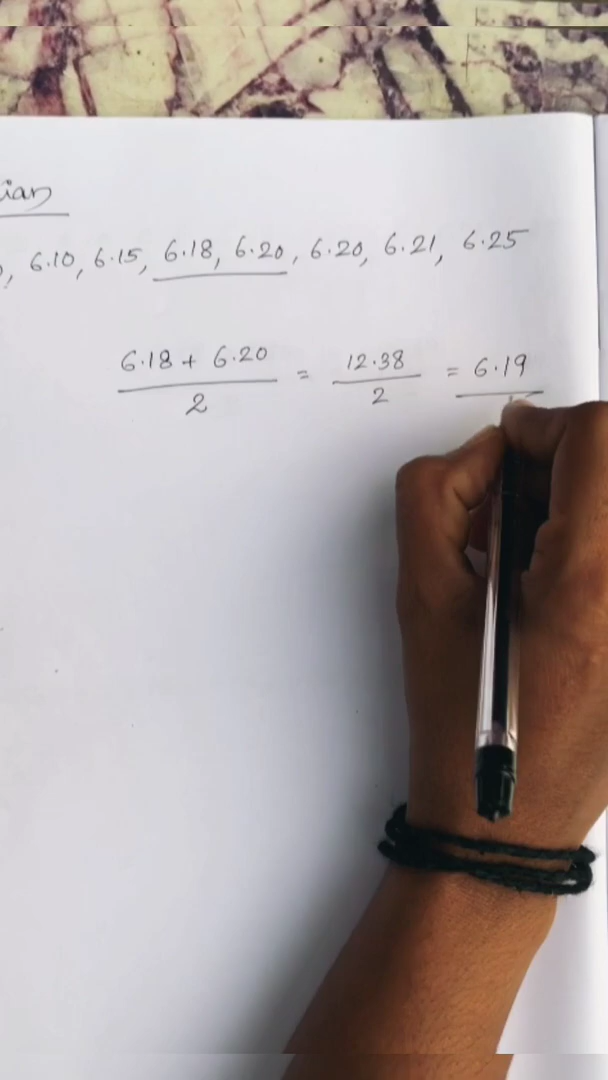 ian
, 6.10, 6.15, 6.18, 6.20, 6.20, 6.21, 6.25
6.18 + 6.20 / 2 = 12.38 / 2 = 6.19